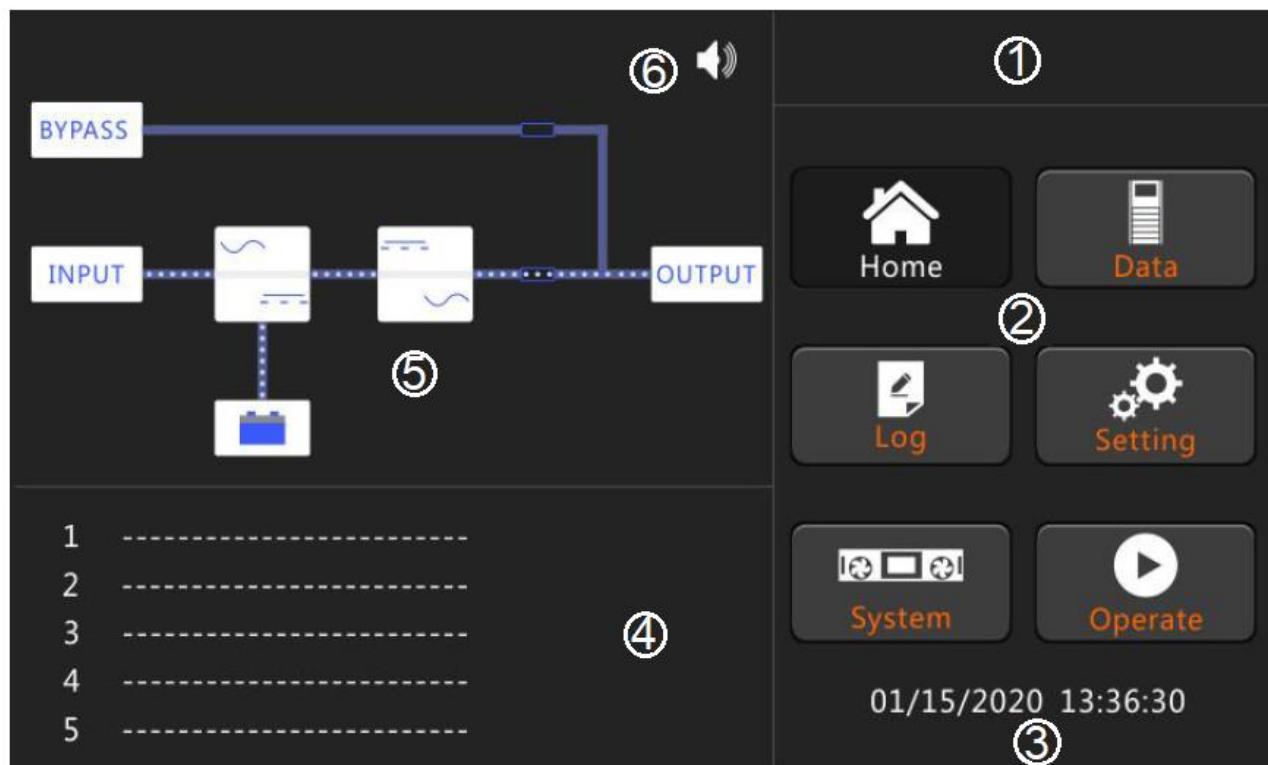 ⑥
①
BYPASS
INPUT
OUTPUT
⑤
Home
Data
②
Log
Setting
System
Operate
01/15/2020 13:36:30
③
1 -------------------------
2 -------------------------
3 -------------------------
4 -------------------------
5 -------------------------
④